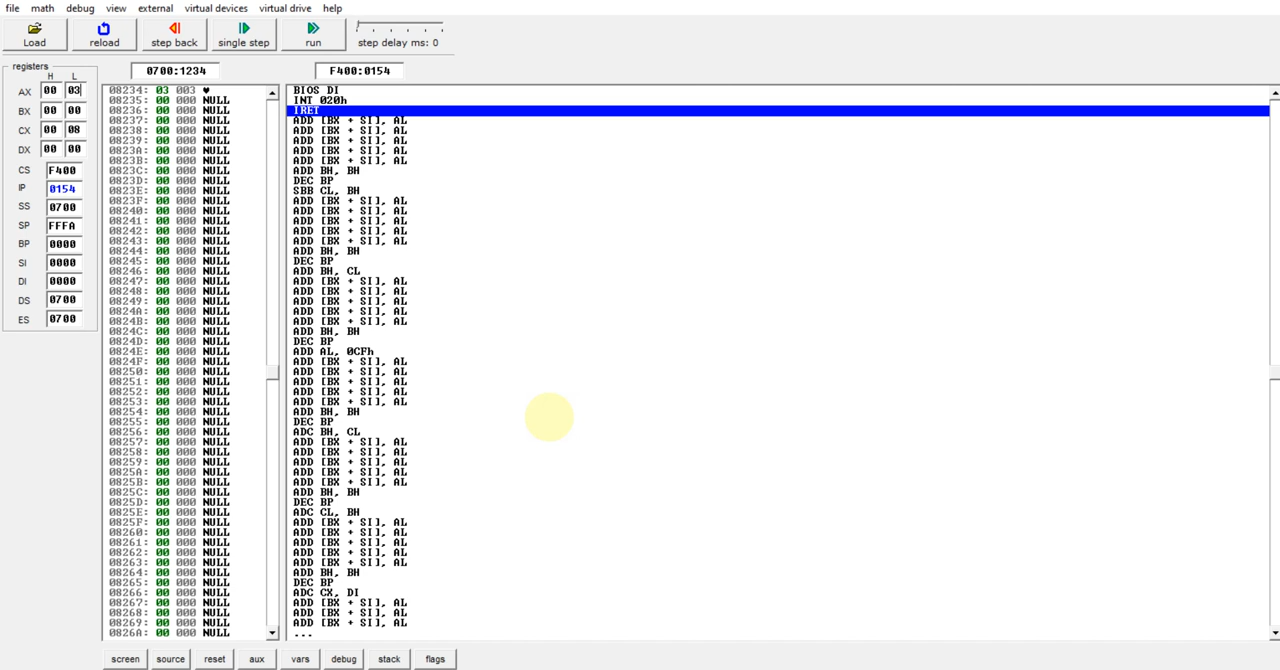 file math debug view external virtual devices virtual drive help
Load reload step back single step run step delay ms: 0
registers 0700:1234 F400:0154
H L
AX 00 03
BX 00 00
CX 00 08
DX 00 00
CS F400
IP 0154
SS 0700
SP FFFA
BP 0000
SI 0000
DI 0000
DS 0700
ES 0700
08234: 03 003 ♥
08235: 00 000 NULL
08236: 00 000 NULL
08237: 00 000 NULL
08238: 00 000 NULL
08239: 00 000 NULL
0823A: 00 000 NULL
0823B: 00 000 NULL
0823C: 00 000 NULL
0823D: 00 000 NULL
0823E: 00 000 NULL
0823F: 00 000 NULL
08240: 00 000 NULL
08241: 00 000 NULL
08242: 00 000 NULL
08243: 00 000 NULL
08244: 00 000 NULL
08245: 00 000 NULL
08246: 00 000 NULL
08247: 00 000 NULL
08248: 00 000 NULL
08249: 00 000 NULL
0824A: 00 000 NULL
0824B: 00 000 NULL
0824C: 00 000 NULL
0824D: 00 000 NULL
0824E: 00 000 NULL
0824F: 00 000 NULL
08250: 00 000 NULL
08251: 00 000 NULL
08252: 00 000 NULL
08253: 00 000 NULL
08254: 00 000 NULL
08255: 00 000 NULL
08256: 00 000 NULL
08257: 00 000 NULL
08258: 00 000 NULL
08259: 00 000 NULL
0825A: 00 000 NULL
0825B: 00 000 NULL
0825C: 00 000 NULL
0825D: 00 000 NULL
0825E: 00 000 NULL
0825F: 00 000 NULL
08260: 00 000 NULL
08261: 00 000 NULL
08262: 00 000 NULL
08263: 00 000 NULL
08264: 00 000 NULL
08265: 00 000 NULL
08266: 00 000 NULL
08267: 00 000 NULL
08268: 00 000 NULL
08269: 00 000 NULL
0826A: 00 000 NULL
BIOS DI
INT 020h
IRET
ADD [BX + SI], AL
ADD [BX + SI], AL
ADD [BX + SI], AL
ADD [BX + SI], AL
ADD [BX + SI], AL
ADD BH, BH
DEC BP
SBB CL, BH
ADD [BX + SI], AL
ADD [BX + SI], AL
ADD [BX + SI], AL
ADD [BX + SI], AL
ADD [BX + SI], AL
ADD BH, BH
DEC BP
ADD BH, CL
ADD [BX + SI], AL
ADD [BX + SI], AL
ADD [BX + SI], AL
ADD [BX + SI], AL
ADD [BX + SI], AL
ADD BH, BH
DEC BP
ADD AL, 0CFh
ADD [BX + SI], AL
ADD [BX + SI], AL
ADD [BX + SI], AL
ADD [BX + SI], AL
ADD [BX + SI], AL
ADD BH, BH
DEC BP
ADC BH, CL
ADD [BX + SI], AL
ADD [BX + SI], AL
ADD [BX + SI], AL
ADD [BX + SI], AL
ADD [BX + SI], AL
ADD BH, BH
DEC BP
ADC CL, BH
ADD [BX + SI], AL
ADD [BX + SI], AL
ADD [BX + SI], AL
ADD [BX + SI], AL
ADD [BX + SI], AL
ADD BH, BH
DEC BP
ADC CX, DI
ADD [BX + SI], AL
ADD [BX + SI], AL
ADD [BX + SI], AL
...
screen source reset aux vars debug stack flags